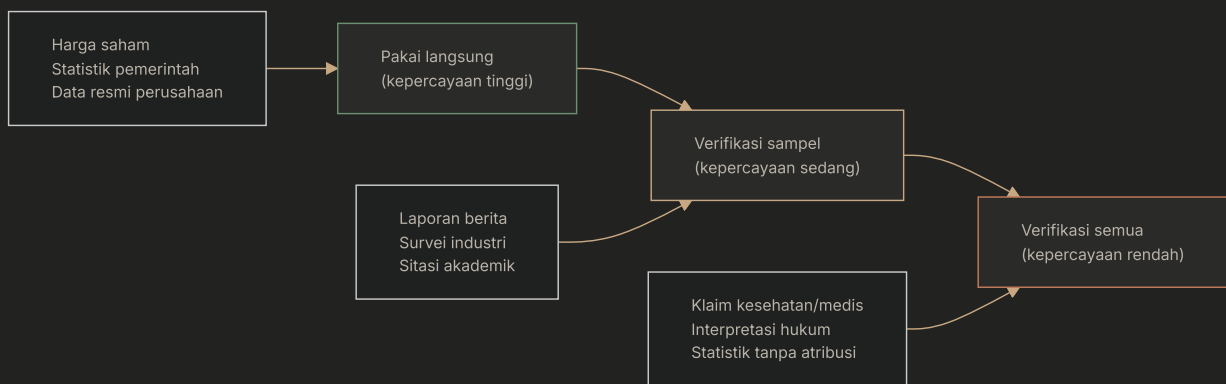 Harga saham
Statistik pemerintah
Data resmi perusahaan
Pakai langsung
(kepercayaan tinggi)
Verifikasi sampel
(kepercayaan sedang)
Laporan berita
Survei industri
Sitasi akademik
Verifikasi semua
(kepercayaan rendah)
Klaim kesehatan/medis
Interpretasi hukum
Statistik tanpa atribusi